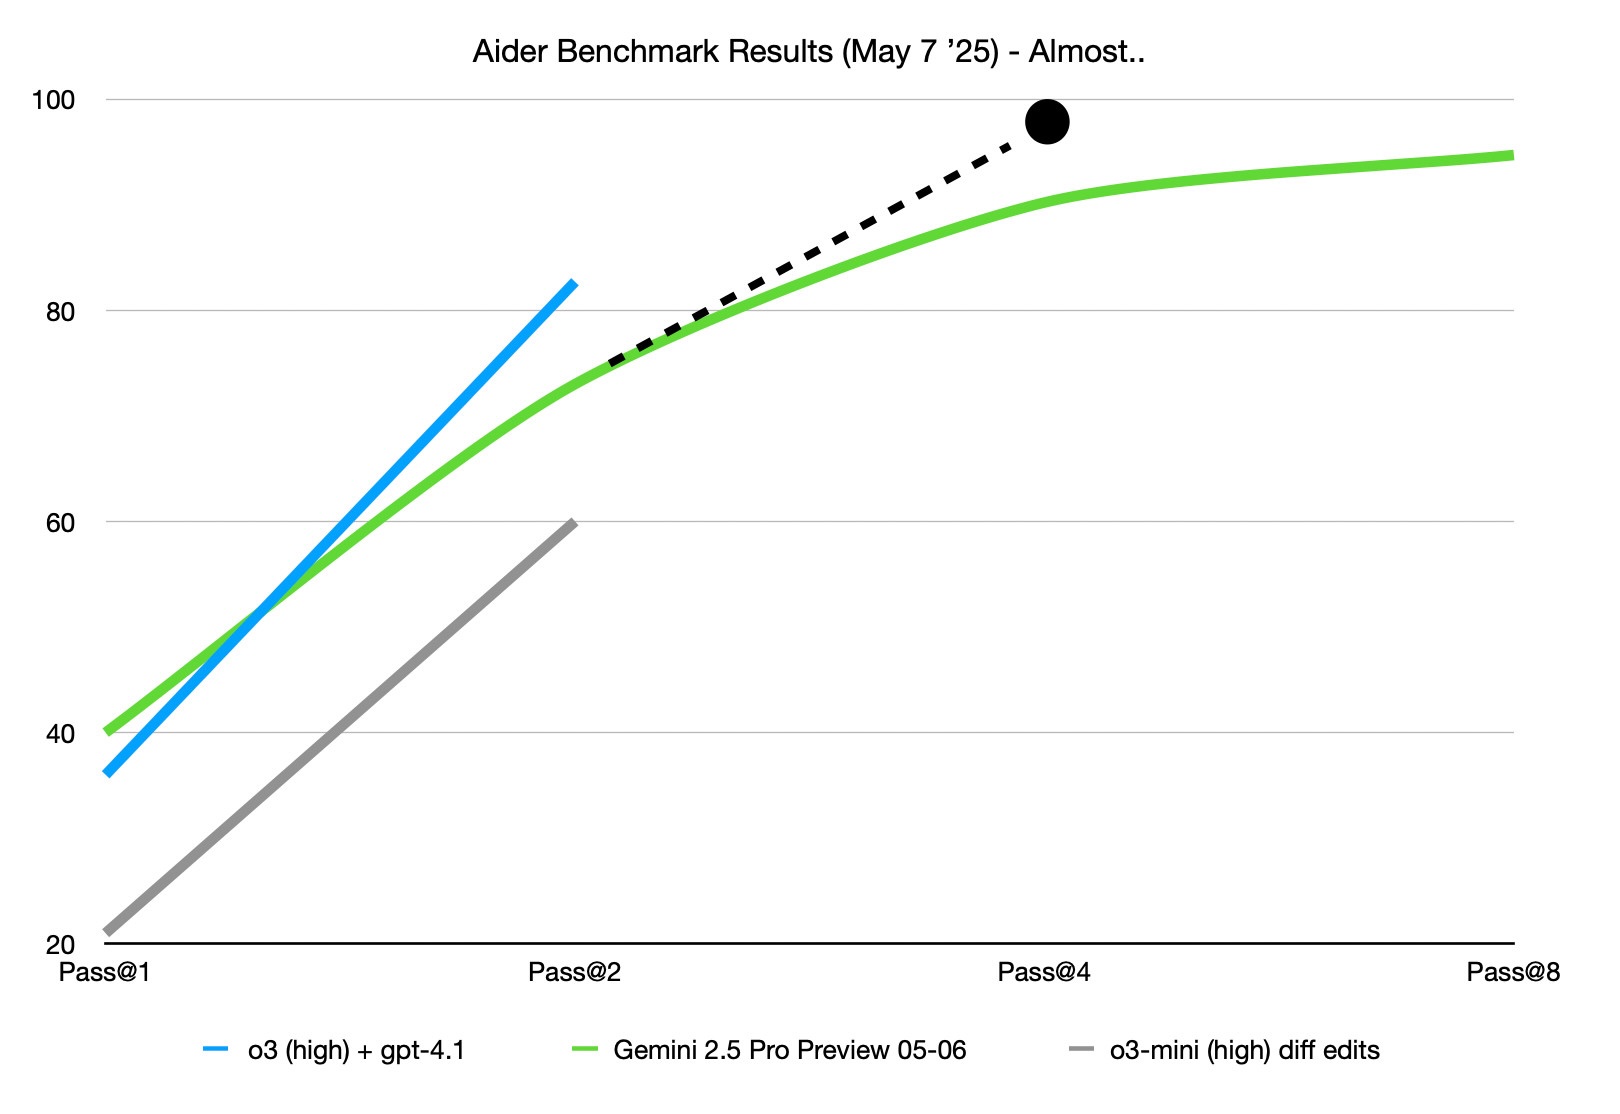 Aider Benchmark Results (May 7 ’25) - Almost..
100
80
60
40
20
Pass@1 Pass@2 Pass@4 Pass@8
o3 (high) + gpt-4.1 Gemini 2.5 Pro Preview 05-06 o3-mini (high) diff edits